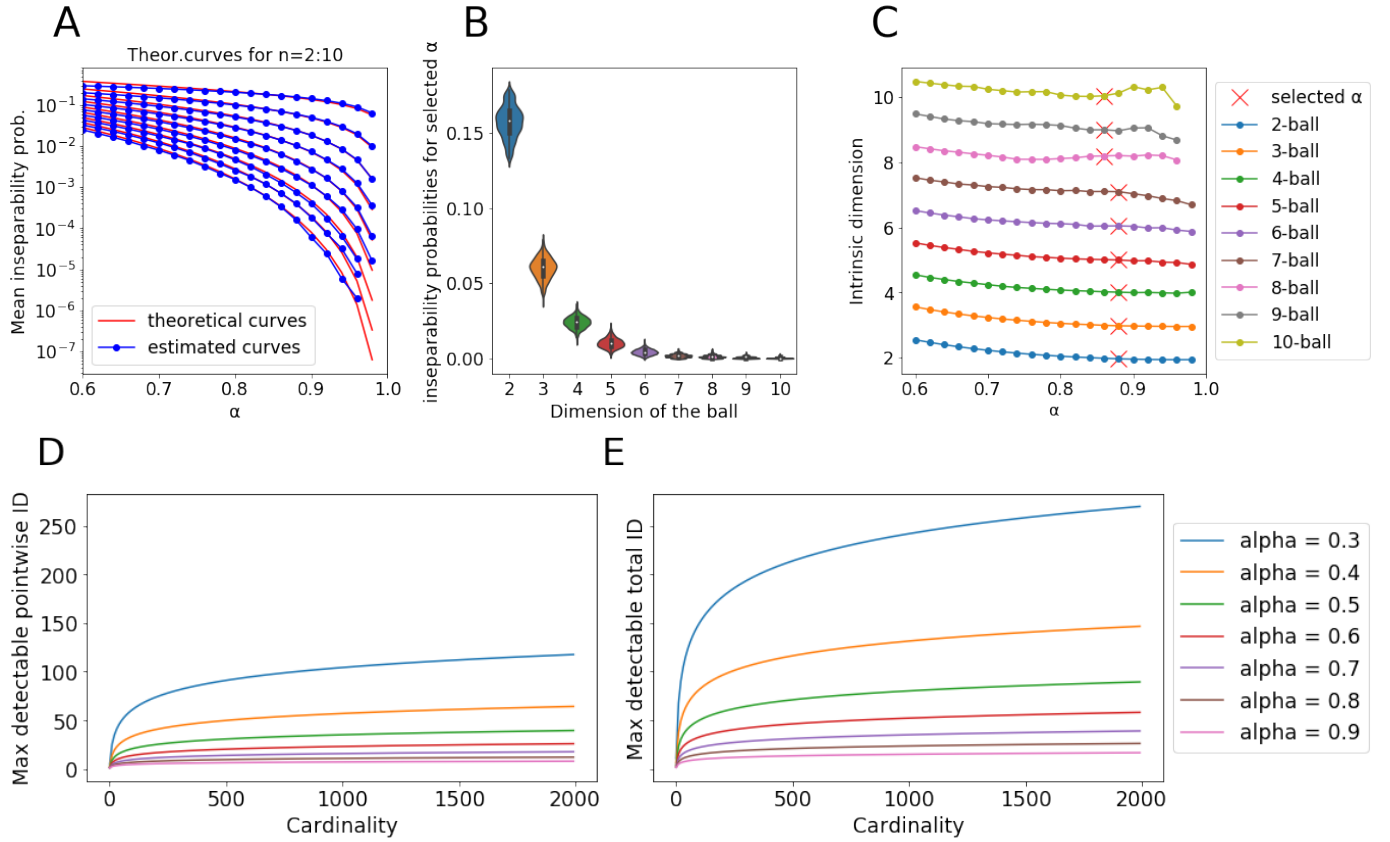 A
B
C
Theor.curves for n=2:10
Mean inseparability prob.
10⁻¹
10⁻²
10⁻³
10⁻⁴
10⁻⁵
10⁻⁶
10⁻⁷
theoretical curves
estimated curves
0.6 0.7 0.8 0.9 1.0
α
inseparability probabilities for selected α
0.15
0.10
0.05
0.00
2 3 4 5 6 7 8 9 10
Dimension of the ball
Intrinsic dimension
10
8
6
4
2
0.6 0.7 0.8 0.9 1.0
α
selected α
2-ball
3-ball
4-ball
5-ball
6-ball
7-ball
8-ball
9-ball
10-ball
D
E
Max detectable pointwise ID
250
200
150
100
50
0
0 500 1000 1500 2000
Cardinality
Max detectable total ID
0 500 1000 1500 2000
Cardinality
alpha = 0.3
alpha = 0.4
alpha = 0.5
alpha = 0.6
alpha = 0.7
alpha = 0.8
alpha = 0.9